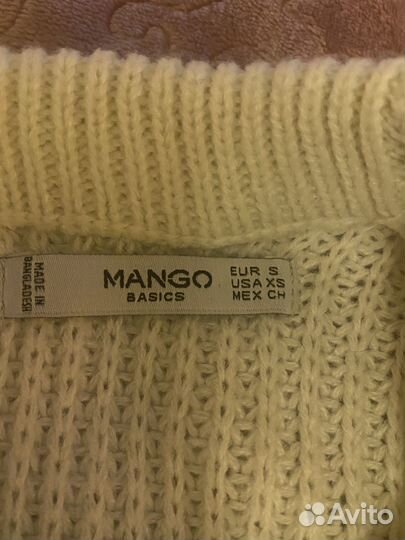 MADE IN
BANGLADESH
MANGO
BASICS
EUR S
USA XS
MEX CH
Avito